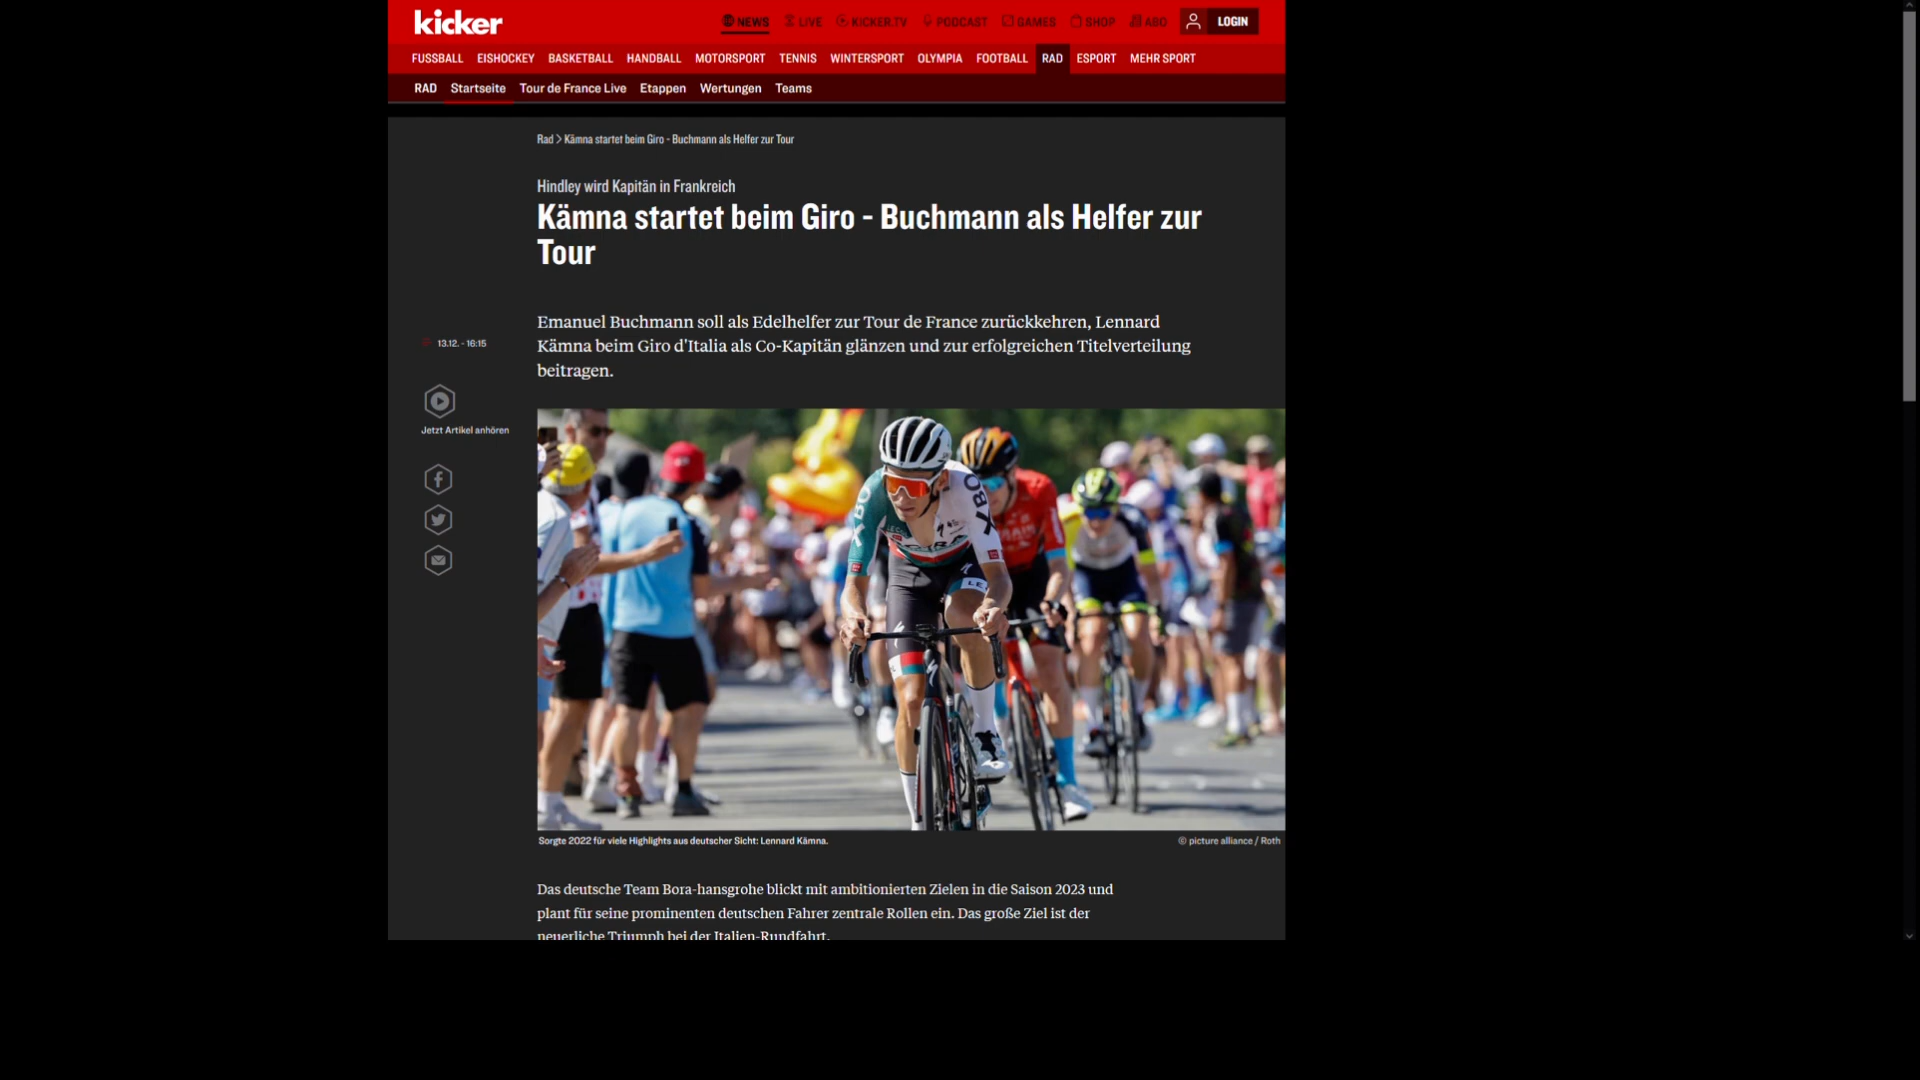 kicker
NEWS LIVE KICKER TV PODCAST GAMES SHOP ABO LOGIN
FUSSBALL EISHOCKEY BASKETBALL HANDBALL MOTORSPORT TENNIS WINTERSPORT OLYMPIA FOOTBALL RAD ESPORT MEHR SPORT
RAD Startseite Tour de France Live Etappen Wertungen Teams
Rad > Kämna startet beim Giro - Buchmann als Helfer zur Tour
Hindley wird Kapitän in Frankreich
Kämna startet beim Giro - Buchmann als Helfer zur
Tour
Emanuel Buchmann soll als Edelhelfer zur Tour de France zurückkehren, Lennard
Kämna beim Giro d'Italia als Co-Kapitän glänzen und zur erfolgreichen Titelverteilung
beitragen.
13.12. - 16:15
Jetzt Artikel anhören
Sorgte 2022 für viele Highlights aus deutscher Sicht: Lennard Kämna.
© picture alliance / Roth
Das deutsche Team Bora-hansgrohe blickt mit ambitionierten Zielen in die Saison 2023 und
plant für seine prominenten deutschen Fahrer zentrale Rollen ein. Das große Ziel ist der
neuerliche Triumph bei der Italien-Rundfahrt.